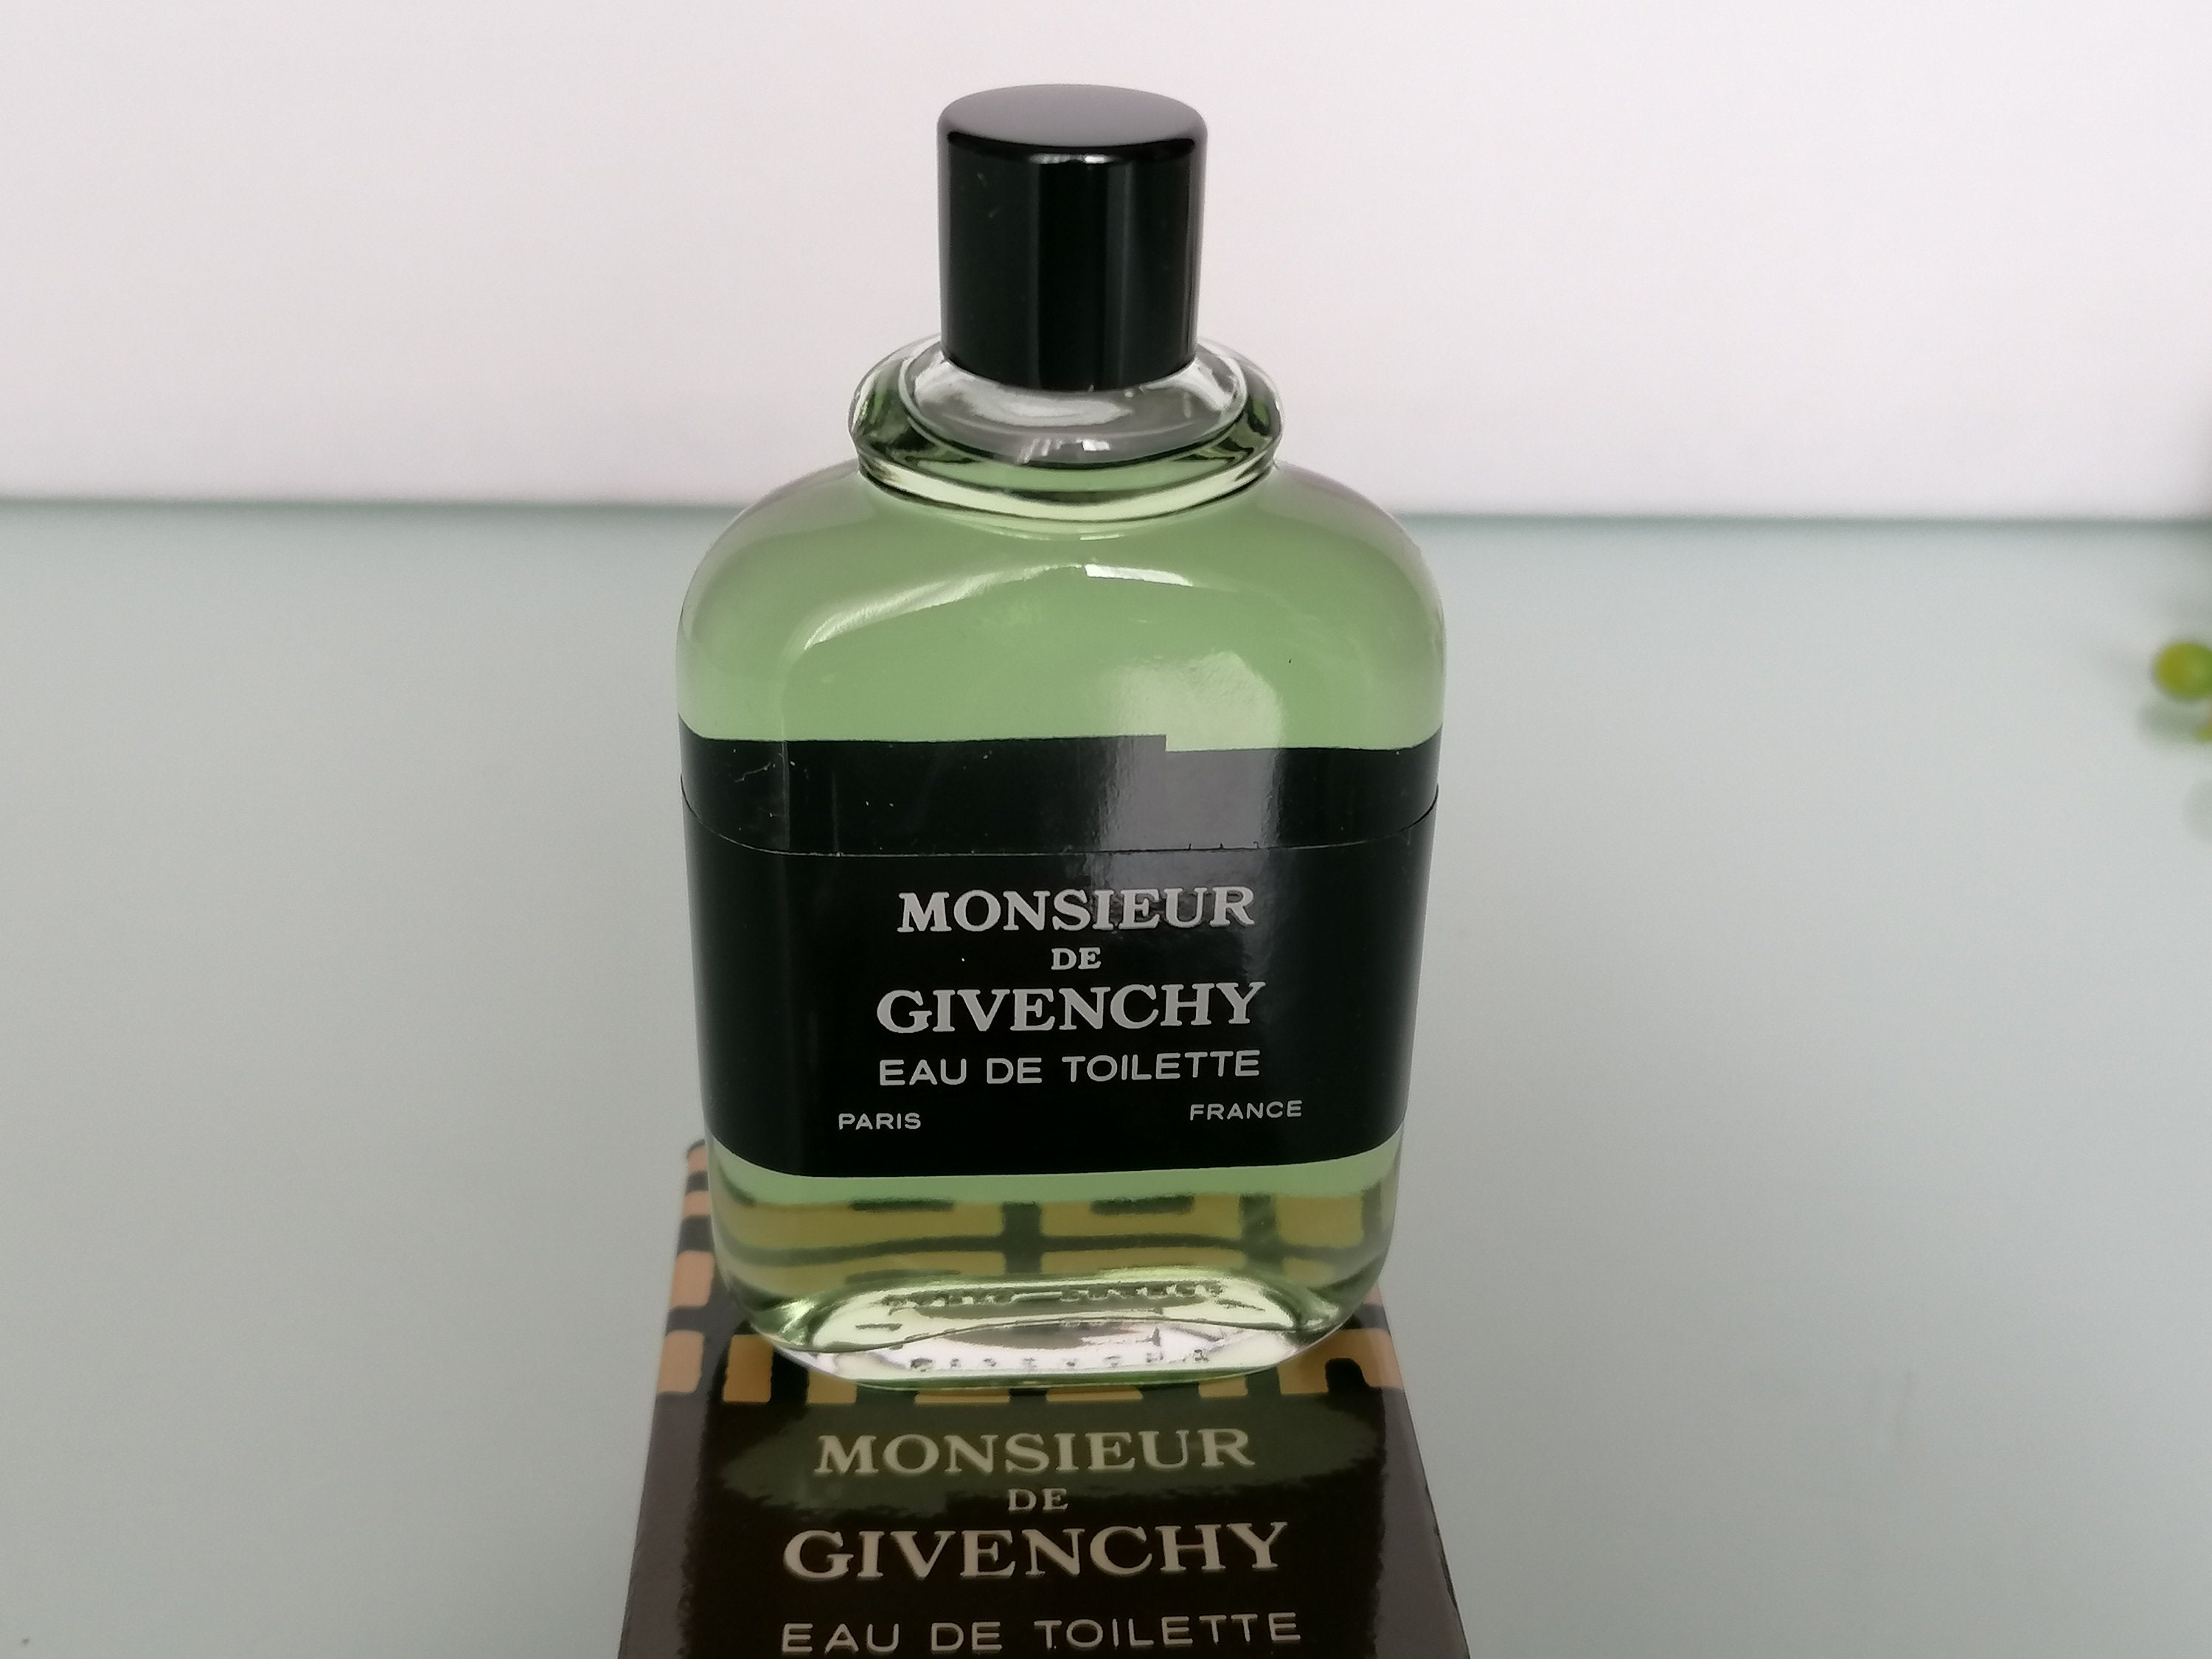 MONSIEUR
DE
GIVENCHY
EAU DE TOILETTE
PARIS FRANCE
MONSIEUR
DE
GIVENCHY
EAU DE TOILETTE